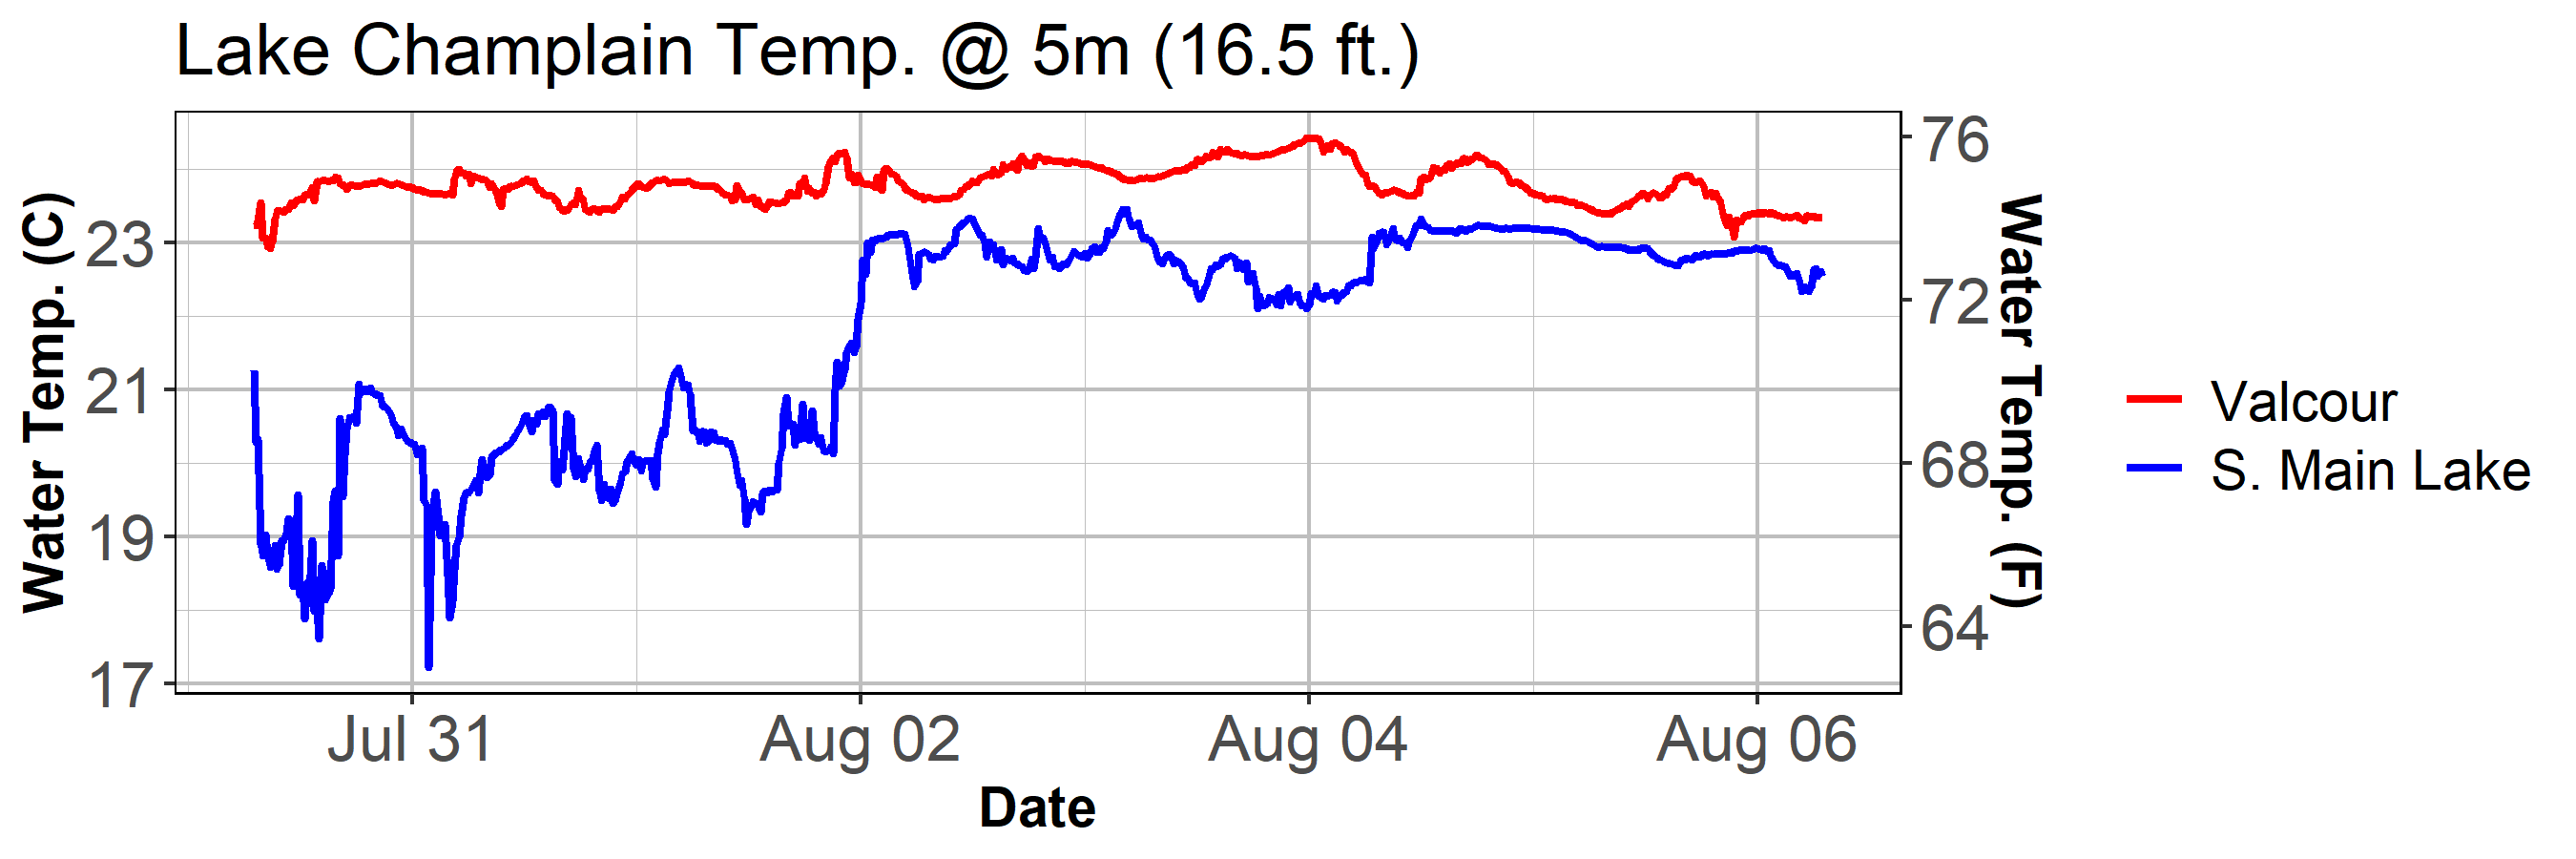 Lake Champlain Temp. @ 5m (16.5 ft.)
Water Temp. (C)
23
21
19
17
76
72
68
64
Water Temp. (F)
Jul 31
Aug 02
Aug 04
Aug 06
Date
Valcour
S. Main Lake